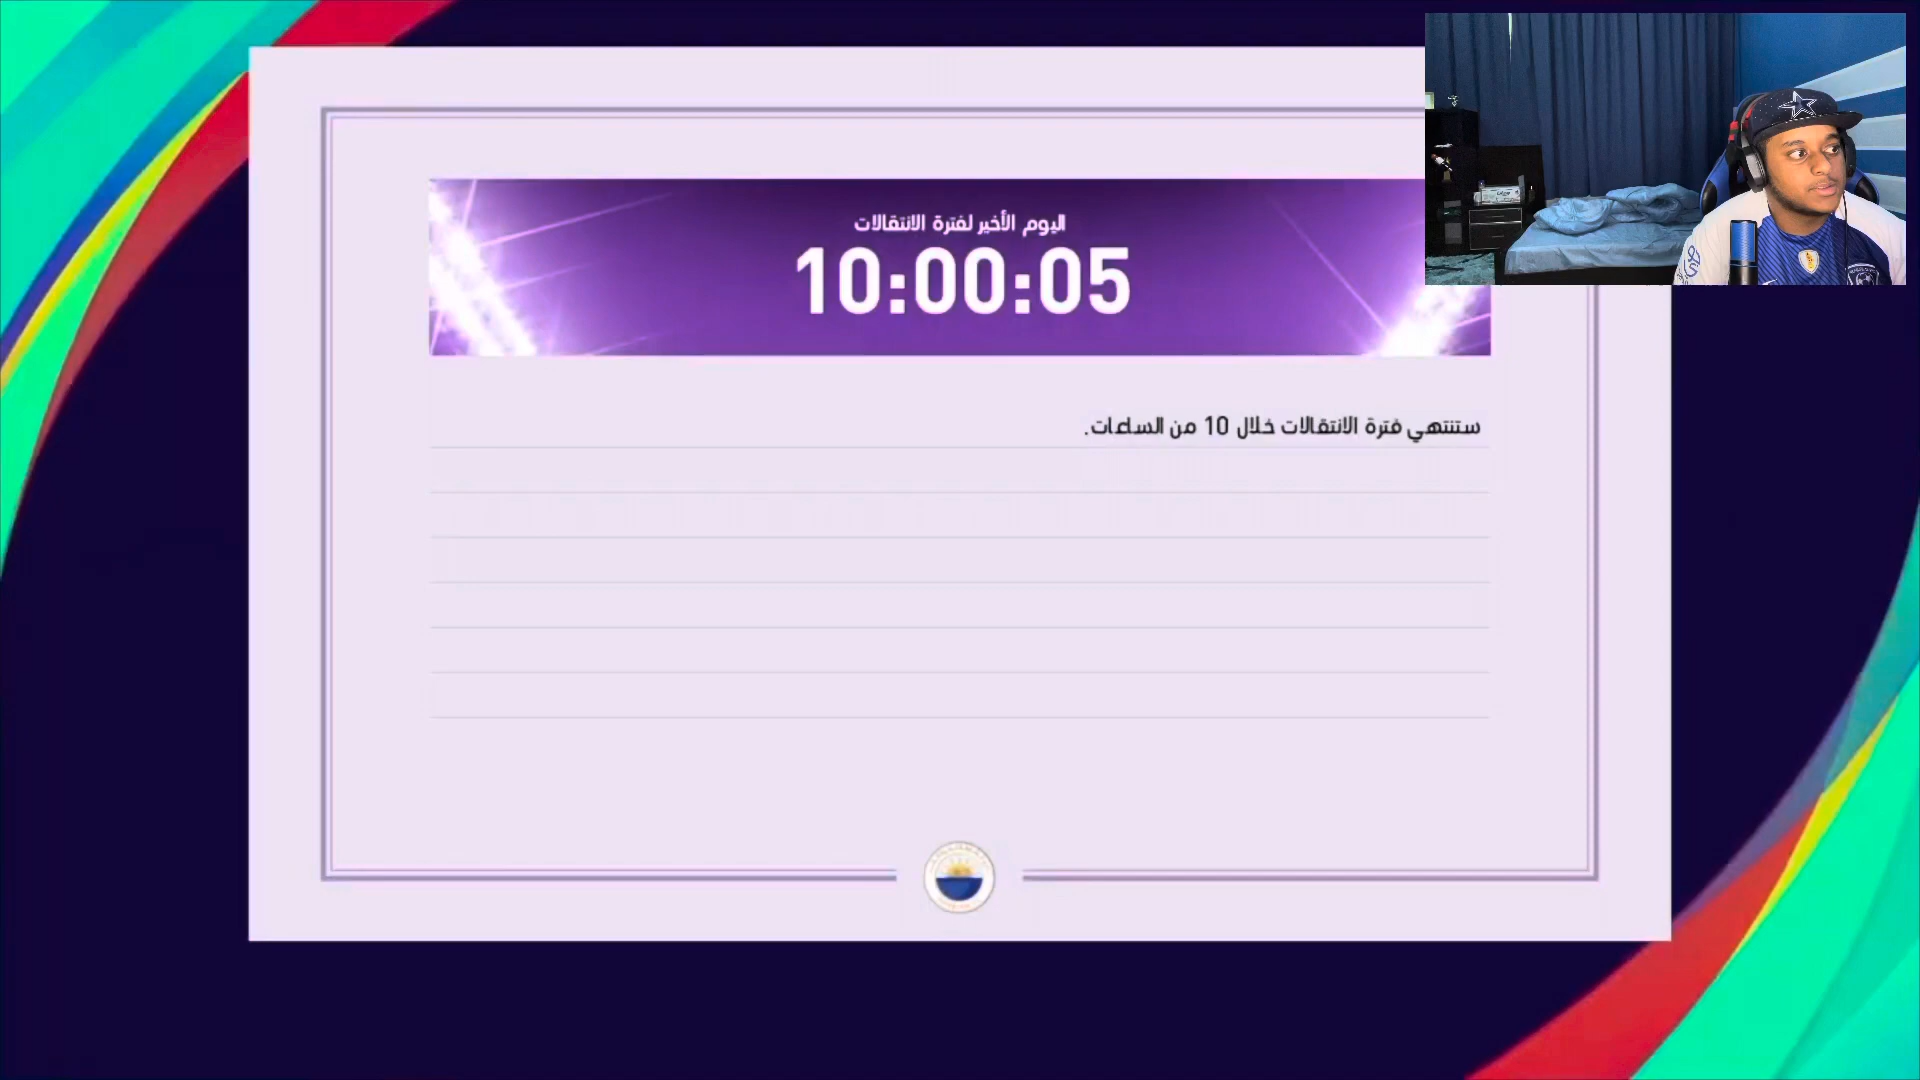 اليوم الأخير لفترة الانتقالات
10:00:05
ستنتهي فترة الانتقالات خلال 10 من الساعات.